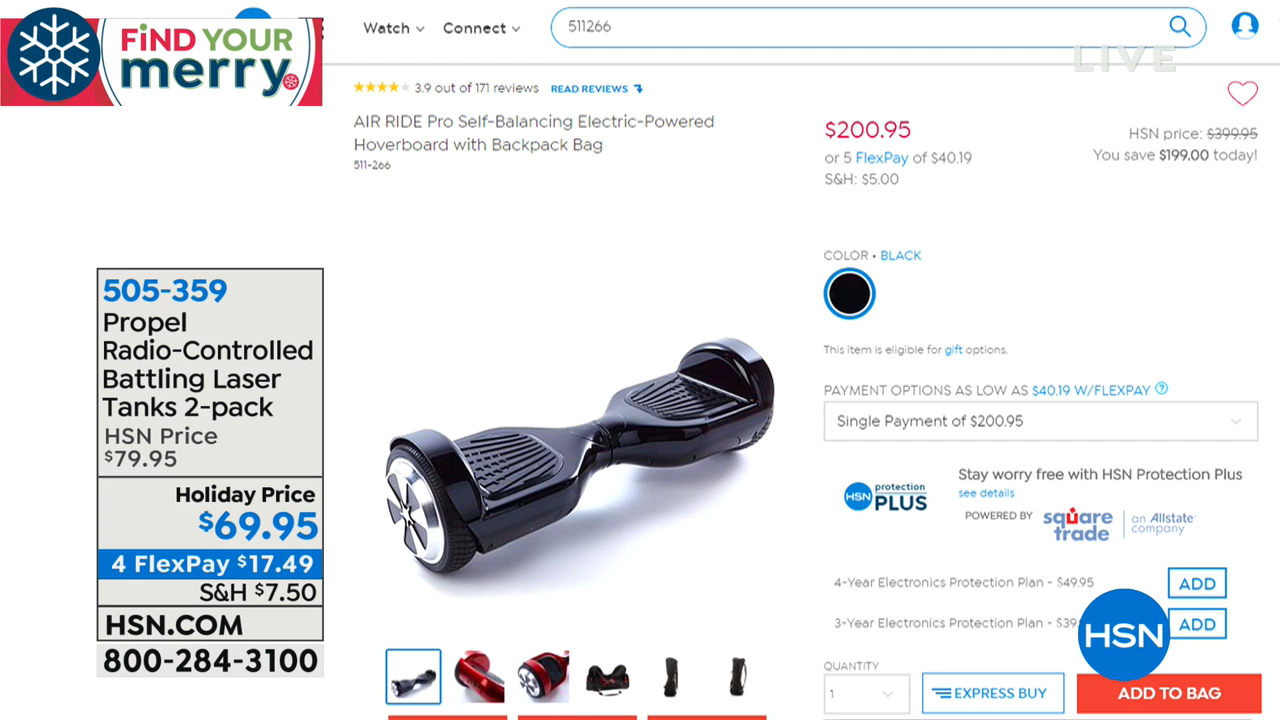 FiND YOUR
merry.
Watch
Connect
511266
LIVE
3.9 out of 171 reviews READ REVIEWS
AIR RIDE Pro Self-Balancing Electric-Powered
Hoverboard with Backpack Bag
511-266
$200.95
or 5 FlexPay of $40.19
S&H: $5.00
HSN price: $399.95
You save $199.00 today!
COLOR • BLACK
This item is eligible for gift options.
PAYMENT OPTIONS AS LOW AS $40.19 W/FLEXPAY ?
Single Payment of $200.95
HSN protection
PLUS
Stay worry free with HSN Protection Plus
see details
POWERED BY
square
trade
an Allstate
company
4-Year Electronics Protection Plan - $49.95
ADD
3-Year Electronics Protection Plan - $39
ADD
HSN
QUANTITY
1
EXPRESS BUY
ADD TO BAG
505-359
Propel
Radio-Controlled
Battling Laser
Tanks 2-pack
HSN Price
$79.95
Holiday Price
$69.95
4 FlexPay $17.49
S&H $7.50
HSN.COM
800-284-3100